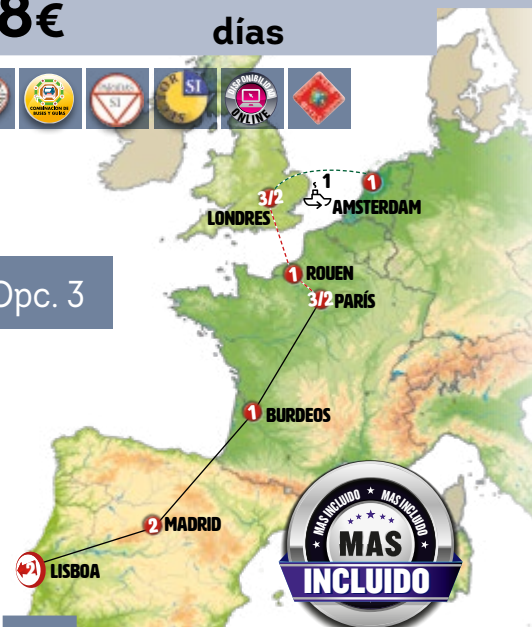 8€
días
COMBINACIÓN DE
BUSES Y GUÍAS
SI
SI
DISPONIBILIDAD
ONLINE
3/2
LONDRES
1
1
AMSTERDAM
1 ROUEN
3/2 PARÍS
Opc. 3
1 BURDEOS
2 MADRID
2 LISBOA
MAS INCLUIDO ★ MAS INCLUIDO
MAS
INCLUIDO